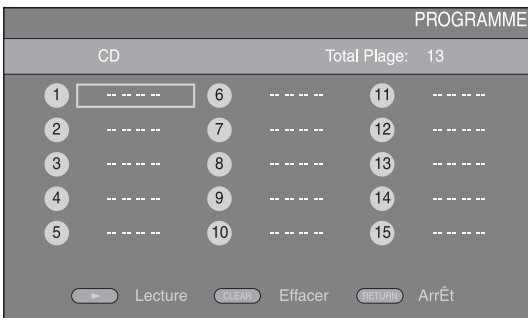 PROGRAMME
CD Total Plage: 13
1 -- -- -- -- 6 -- -- -- -- 11 -- -- -- --
2 -- -- -- -- 7 -- -- -- -- 12 -- -- -- --
3 -- -- -- -- 8 -- -- -- -- 13 -- -- -- --
4 -- -- -- -- 9 -- -- -- -- 14 -- -- -- --
5 -- -- -- -- 10 -- -- -- -- 15 -- -- -- --
Lecture CLEAR Effacer RETURN ArrÊt